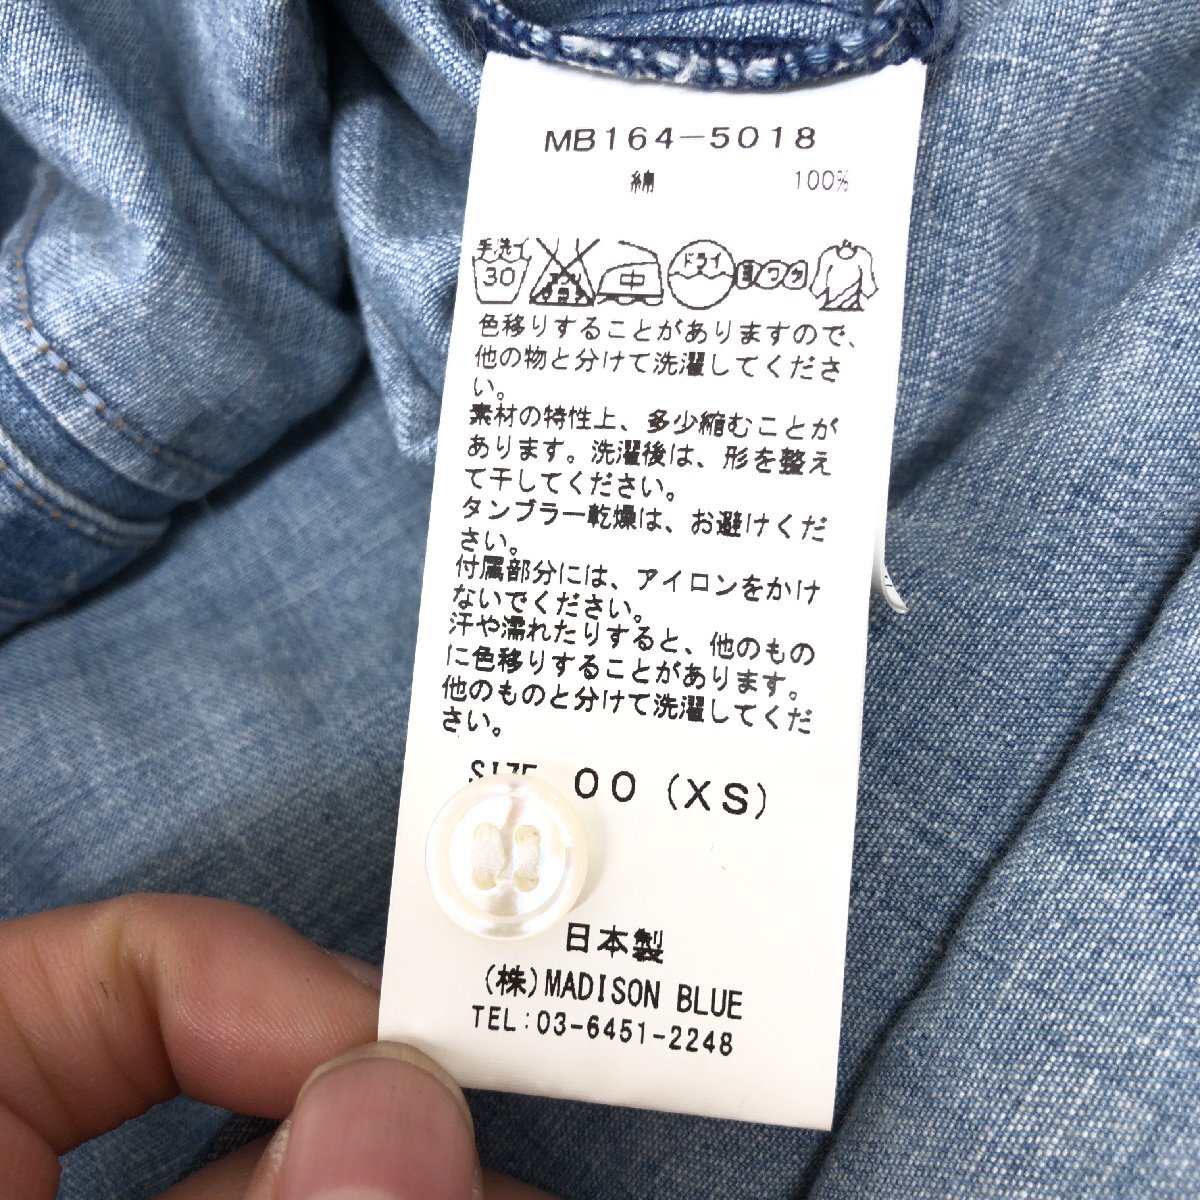 MB164-5018
綿 100%
手洗イ 30 中 ドライ ヨワク
色移りすることがありますので、
他の物と分けて洗濯してくださ
い。
素材の特性上、多少縮むことが
あります。洗濯後は、形を整え
て干してください。
タンブラー乾燥は、お避けくだ
さい。
付属部分には、アイロンをかけ
ないでください。
汗や濡れたりすると、他のもの
に色移りすることがあります。
他のものと分けて洗濯してくだ
さい。
SIZE 00 (XS)
日本製
(株)MADISON BLUE
TEL:03-6451-2248